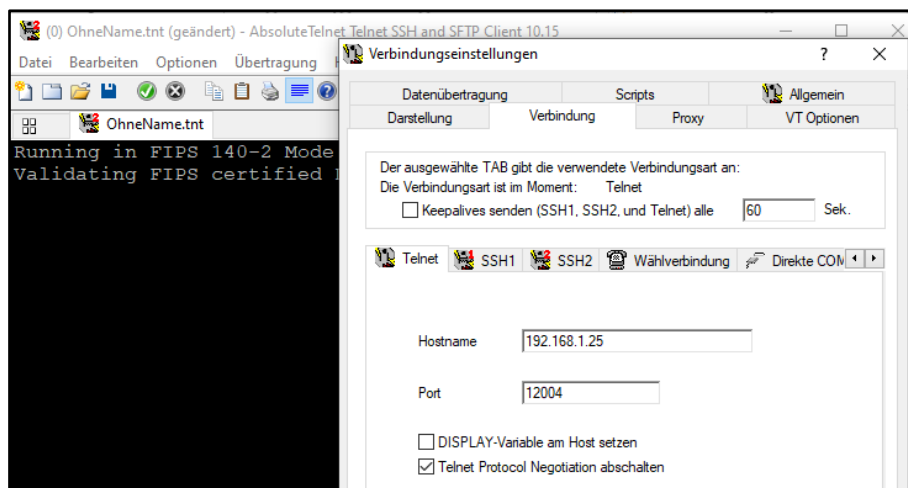 (0) OhneName.tnt (geändert) - AbsoluteTelnet Telnet SSH and SFTP Client 10.15
Datei Bearbeiten Optionen Übertragung
OhneName.tnt
Running in FIPS 140-2 Mode
Validating FIPS certified
Verbindungseinstellungen
Datenübertragung Scripts Allgemein
Darstellung Verbindung Proxy VT Optionen
Der ausgewählte TAB gibt die verwendete Verbindungsart an:
Die Verbindungsart ist im Moment: Telnet
Keepalives senden (SSH1, SSH2, und Telnet) alle 60 Sek.
Telnet SSH1 SSH2 Wählverbindung Direkte COM
Hostname 192.168.1.25
Port 12004
DISPLAY-Variable am Host setzen
Telnet Protocol Negotiation abschalten